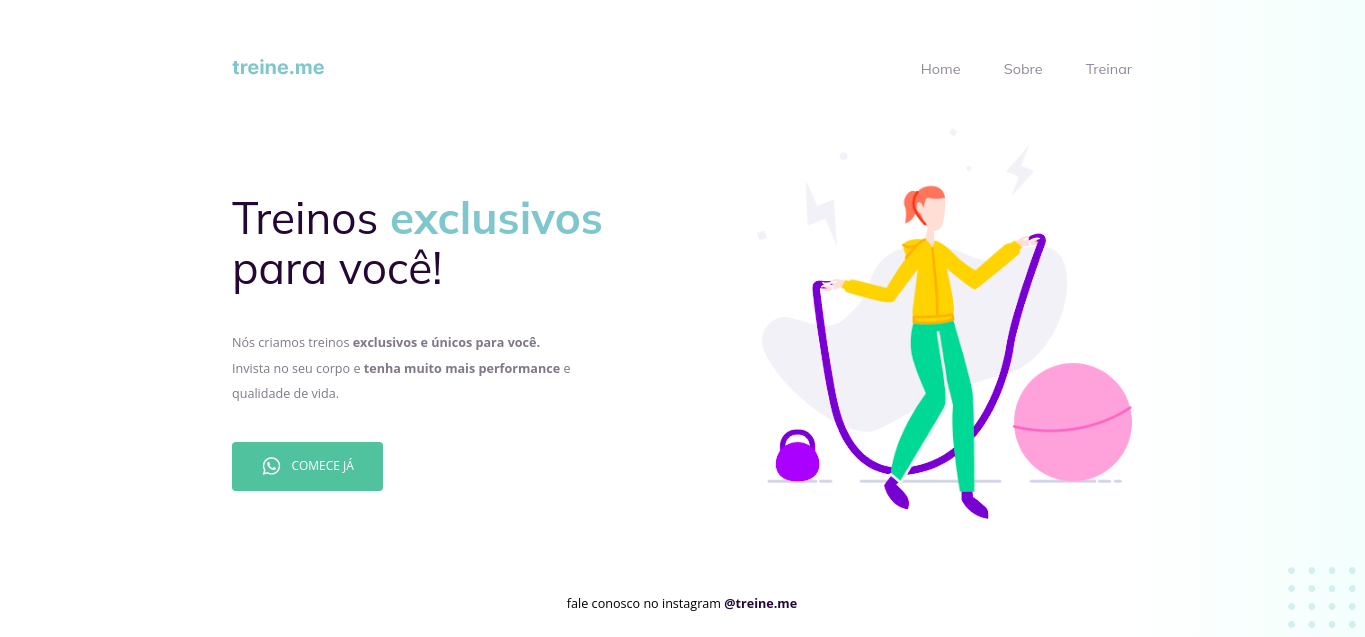 treine.me
Home Sobre Treinar
Treinos exclusivos
para você!
Nós criamos treinos exclusivos e únicos para você.
Invista no seu corpo e tenha muito mais performance e
qualidade de vida.
COMECE JÁ
fale conosco no instagram @treine.me